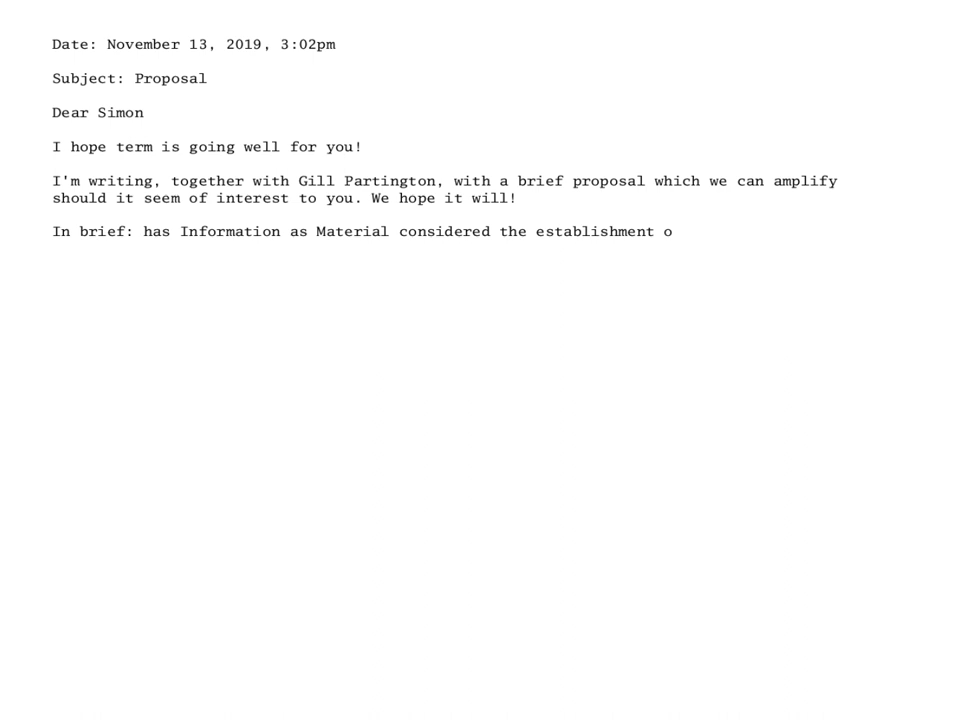 Date: November 13, 2019, 3:02pm
Subject: Proposal
Dear Simon
I hope term is going well for you!
I'm writing, together with Gill Partington, with a brief proposal which we can amplify
should it seem of interest to you. We hope it will!
In brief: has Information as Material considered the establishment o